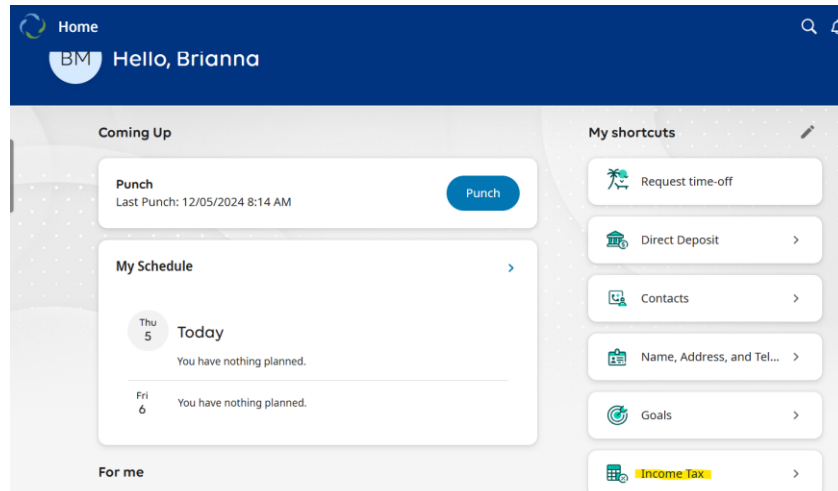 Home
BM Hello, Brianna
Coming Up
Punch
Last Punch: 12/05/2024 8:14 AM
Punch
My Schedule
Thu
5
Today
You have nothing planned.
Fri
6
You have nothing planned.
For me
My shortcuts
Request time-off
Direct Deposit
Contacts
Name, Address, and Tel...
Goals
Income Tax